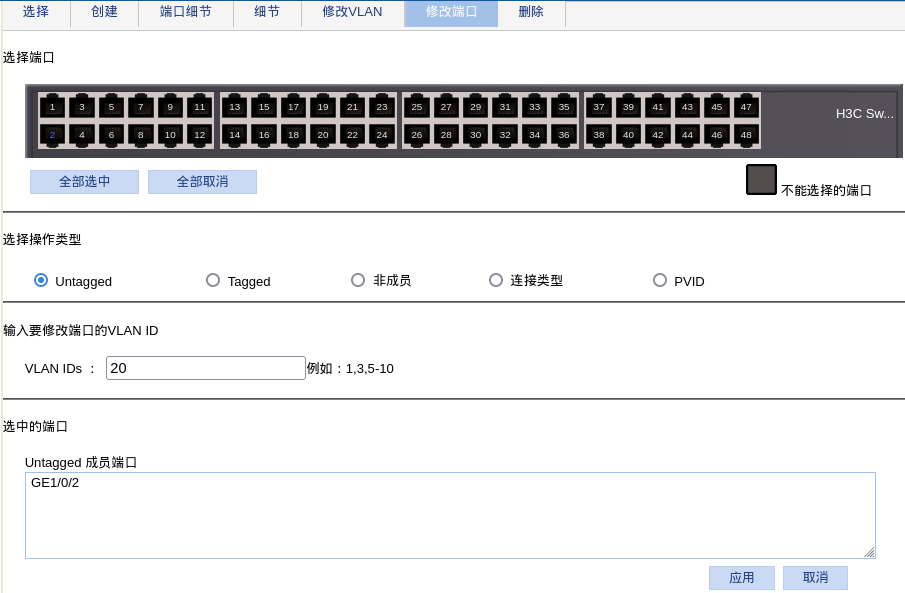 选择 创建 端口细节 细节 修改VLAN 修改端口 删除
选择端口
1 3 5 7 9 11 13 15 17 19 21 23 25 27 29 31 33 35 37 39 41 43 45 47
H3C Sw...
2 4 6 8 10 12 14 16 18 20 22 24 26 28 30 32 34 36 38 40 42 44 46 48
全部选中 全部取消
不能选择的端口
选择操作类型
Untagged Tagged 非成员 连接类型 PVID
输入要修改端口的VLAN ID
VLAN IDs : 20 例如 : 1,3,5-10
选中的端口
Untagged 成员端口
GE1/0/2
应用 取消